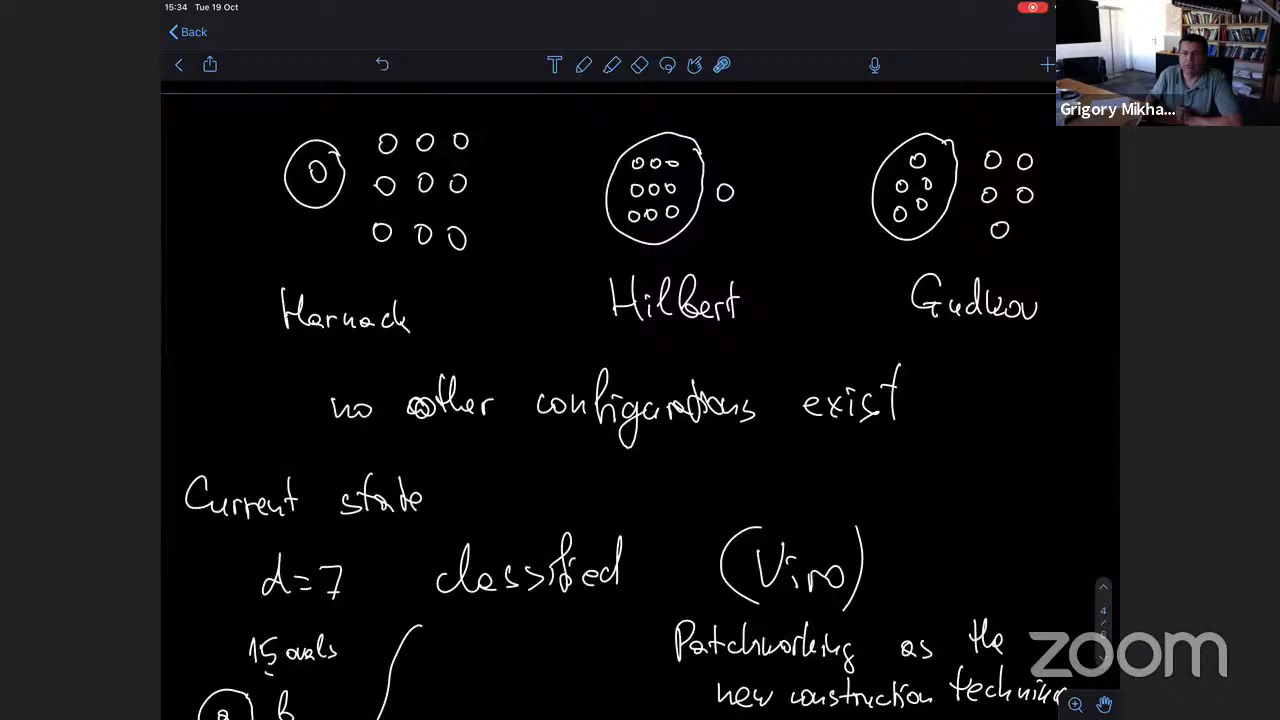 15:34 Tue 19 Oct
Back
Grigory Mikha...
Harnack
Hilbert
Gudkov
no other configurations exist
Current state
d=7 classified (Viro)
15 ovals
Patchworking as the
new construction technique
a b
4
zoom